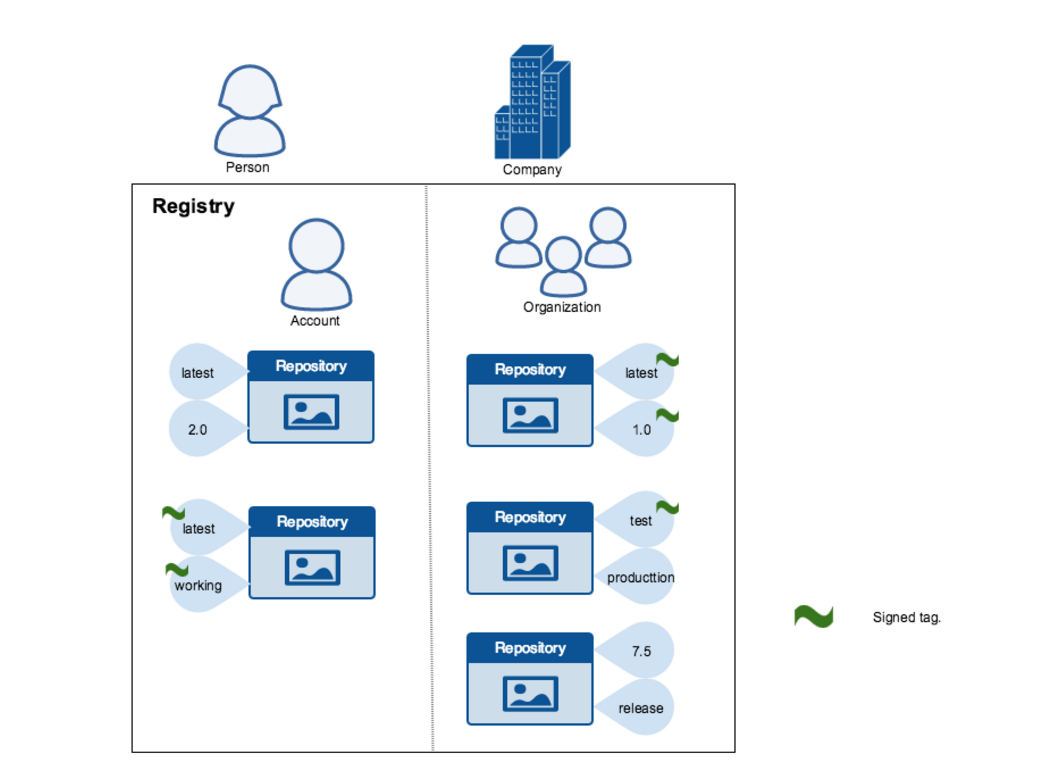 Person
Company
Registry
Account
Organization
latest
Repository
2.0
Repository
latest
1.0
latest
Repository
working
Repository
test
producttion
Repository
7.5
release
Signed tag.